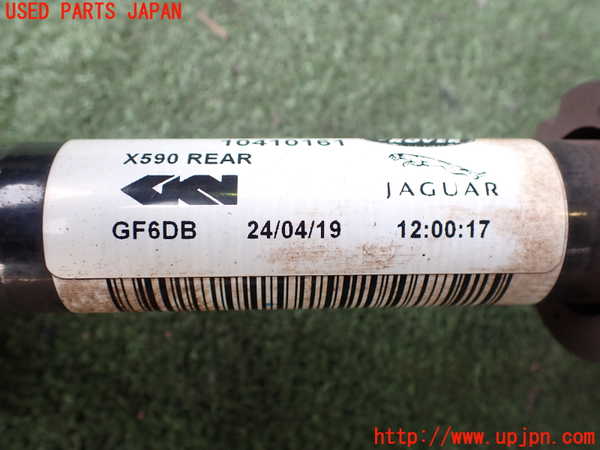 USED PARTS JAPAN
10410161
X590 REAR
GKN
JAGUAR
GF6DB 24/04/19 12:00:17
http://www.upjpn.com/